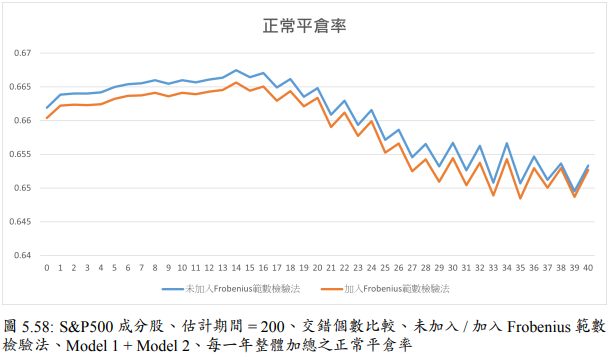 正常平倉率
0.67
0.665
0.66
0.655
0.65
0.645
0.64
0 1 2 3 4 5 6 7 8 9 10 11 12 13 14 15 16 17 18 19 20 21 22 23 24 25 26 27 28 29 30 31 32 33 34 35 36 37 38 39 40
未加入Frobenius範數檢驗法 加入Frobenius範數檢驗法
圖 5.58: S&P500 成分股、估計期間 = 200、交錯個數比較、未加入 / 加入 Frobenius 範數
檢驗法、Model 1 + Model 2、每一年整體加總之正常平倉率